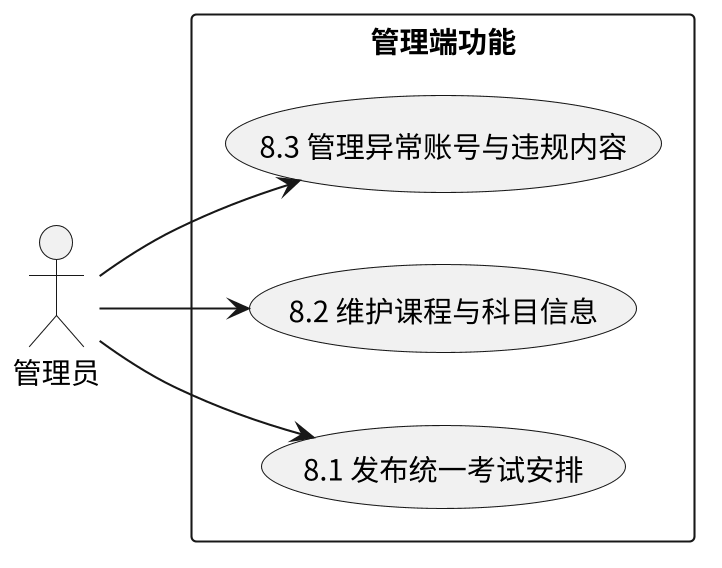 管理端功能
8.3 管理异常账号与违规内容
8.2 维护课程与科目信息
管理员
8.1 发布统一考试安排